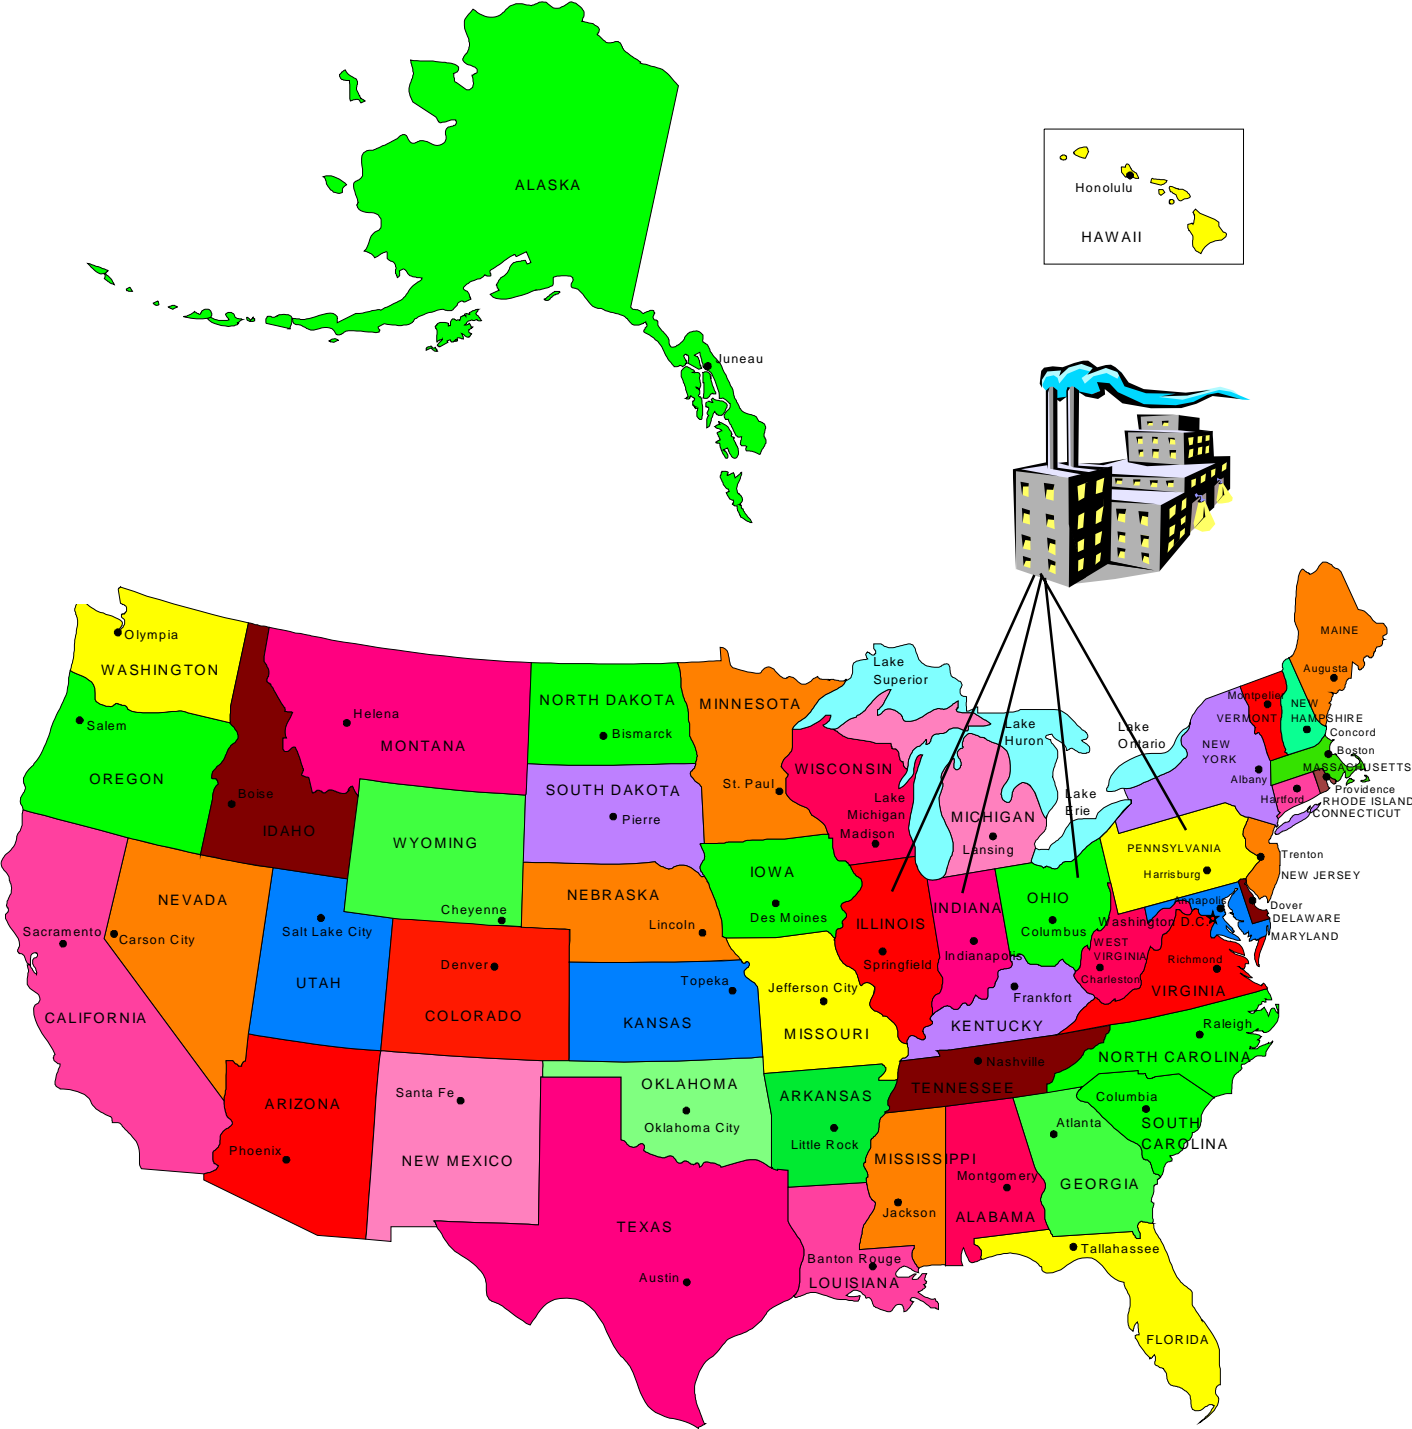 ALASKA
Juneau
Honolulu
HAWAII
Olympia
WASHINGTON
Salem
OREGON
Helena
MONTANA
Boise
IDAHO
NORTH DAKOTA
Bismarck
SOUTH DAKOTA
Pierre
MINNESOTA
St. Paul
WYOMING
Cheyenne
NEBRASKA
Lincoln
NEVADA
Carson City
Sacramento
CALIFORNIA
Salt Lake City
UTAH
Denver
COLORADO
Topeka
KANSAS
ARIZONA
Phoenix
Santa Fe
NEW MEXICO
OKLAHOMA
Oklahoma City
TEXAS
Austin
IOWA
Des Moines
Jefferson City
MISSOURI
ARKANSAS
Little Rock
Banton Rouge
LOUISIANA
WISCONSIN
Madison
Lake
Superior
Lake
Michigan
Lake
Huron
Lake
Ontario
Lake
Erie
MICHIGAN
Lansing
ILLINOIS
Springfield
INDIANA
Indianapolis
OHIO
Columbus
Frankfort
KENTUCKY
Nashville
TENNESSEE
MISSISSIPPI
Jackson
Montgomery
ALABAMA
Atlanta
GEORGIA
Tallahassee
FLORIDA
Columbia
SOUTH
CAROLINA
Raleigh
NORTH CAROLINA
Richmond
VIRGINIA
WEST
VIRGINIA
Charleston
Washington D.C
Annapolis
PENNSYLVANIA
Harrisburg
NEW
YORK
Albany
MAINE
Augusta
Montpelier
VERMONT
NEW
HAMPSHIRE
Concord
Boston
MASSACHUSETTS
Providence
RHODE ISLAND
Hartford
CONNECTICUT
Trenton
NEW JERSEY
Dover
DELAWARE
MARYLAND